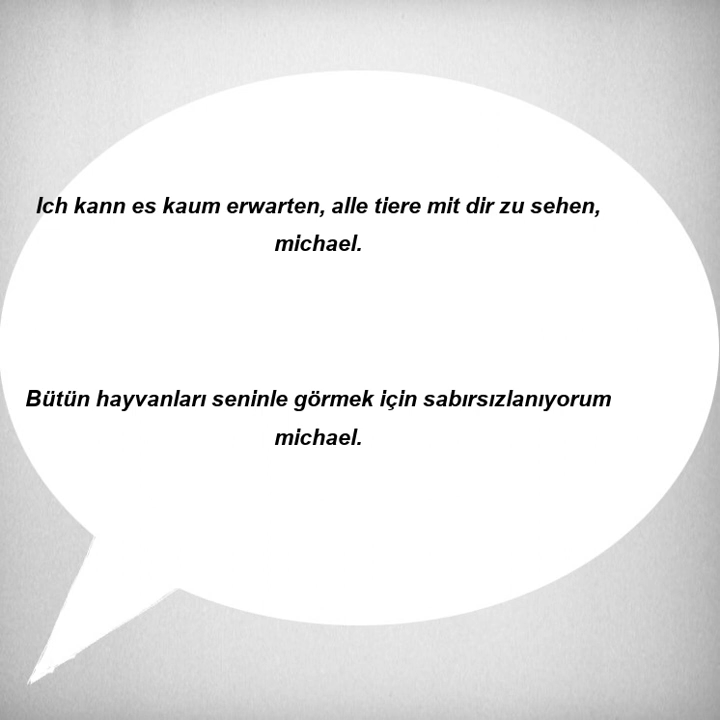 Ich kann es kaum erwarten, alle tiere mit dir zu sehen,
michael.
Bütün hayvanları seninle görmek için sabırsızlanıyorum
michael.